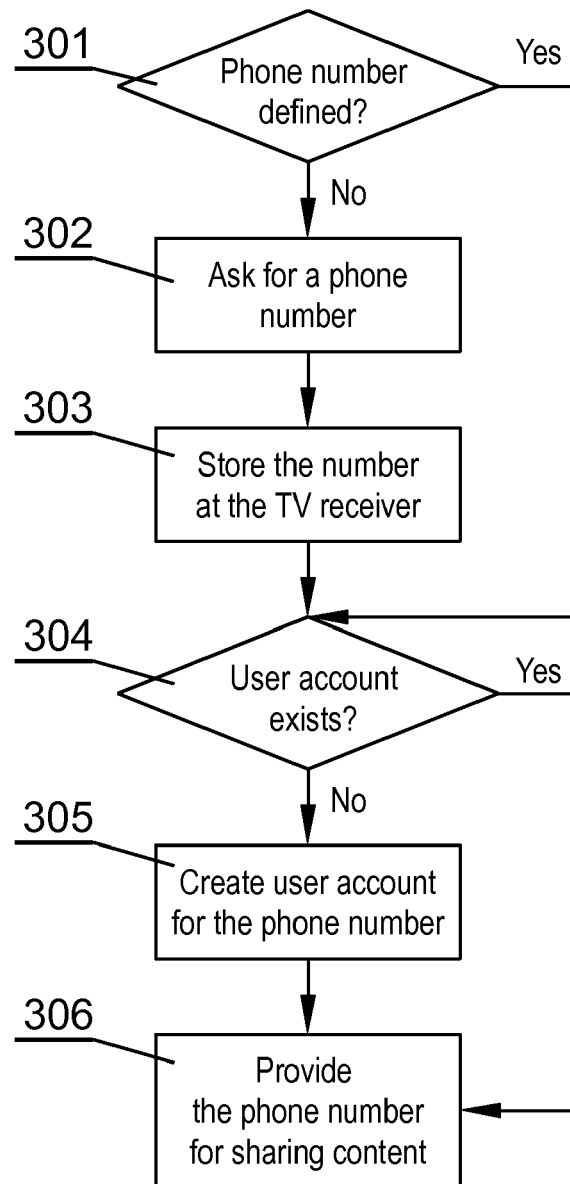 301
Phone number
defined?
Yes
No
302
Ask for a phone
number
303
Store the number
at the TV receiver
304
User account
exists?
Yes
No
305
Create user account
for the phone number
306
Provide
the phone number
for sharing content